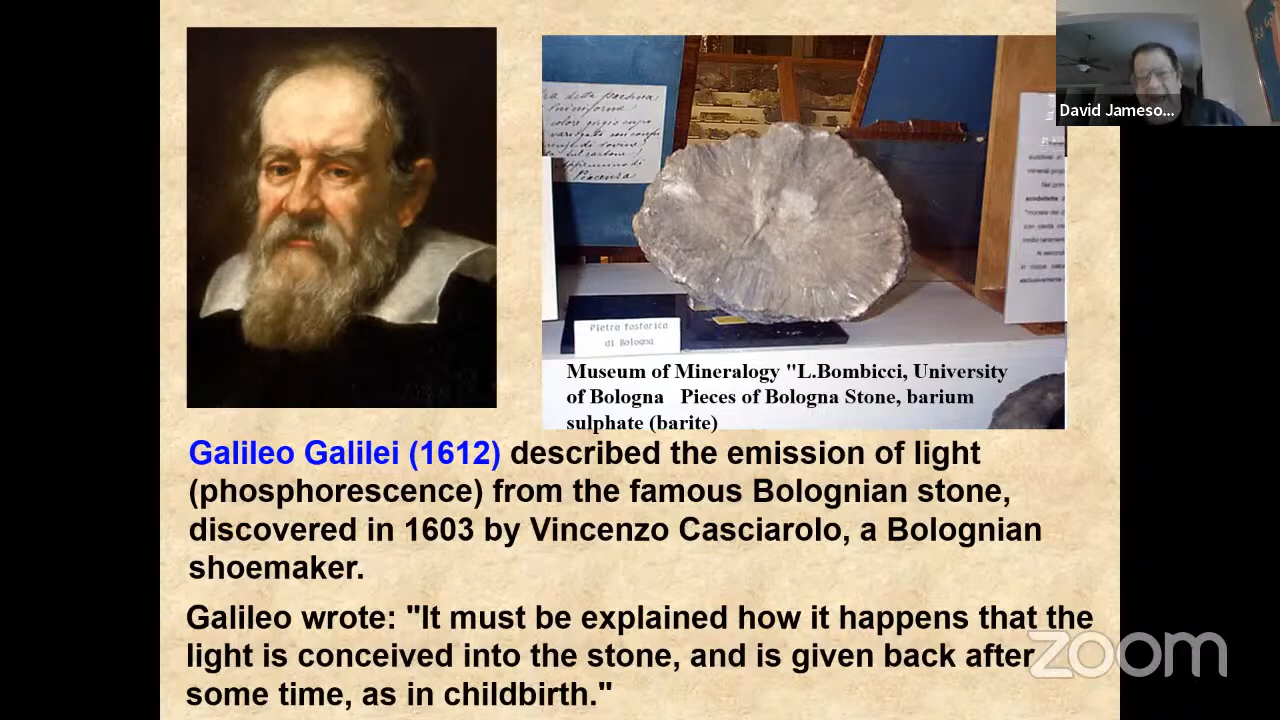 David Jameso...
Pietra fosforica
di Bologna
Museum of Mineralogy "L.Bombicci, University
of Bologna   Pieces of Bologna Stone, barium
sulphate (barite)
Galileo Galilei (1612) described the emission of light
(phosphorescence) from the famous Bolognian stone,
discovered in 1603 by Vincenzo Casciarolo, a Bolognian
shoemaker.
Galileo wrote: "It must be explained how it happens that the
light is conceived into the stone, and is given back after
some time, as in childbirth."
zoom